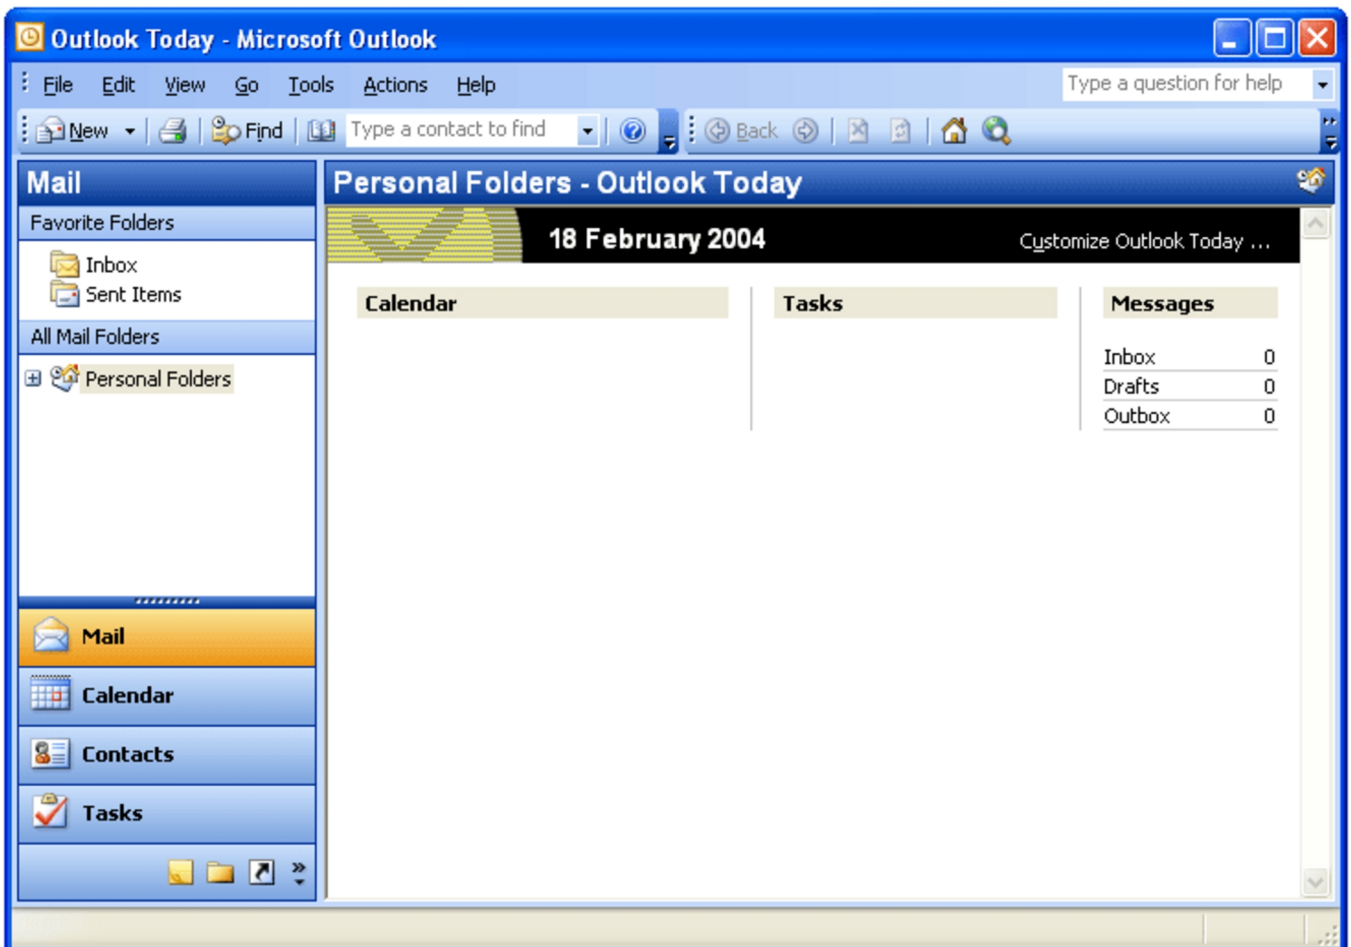 Outlook Today - Microsoft Outlook
File Edit View Go Tools Actions Help Type a question for help
New Find Type a contact to find Back
Mail
Personal Folders - Outlook Today
Favorite Folders
18 February 2004 Customize Outlook Today ...
Inbox
Sent Items
Calendar Tasks Messages
All Mail Folders
Inbox 0
Personal Folders
Drafts 0
Outbox 0
Mail
Calendar
Contacts
Tasks